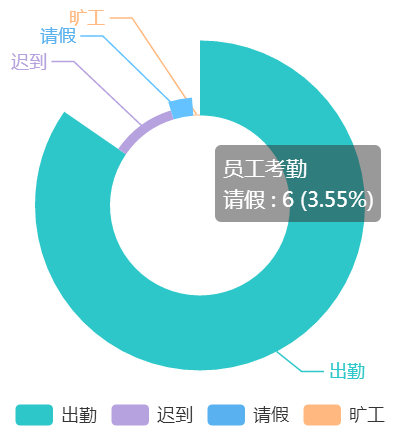 旷工
请假
迟到
员工考勤
请假 : 6 (3.55%)
出勤
出勤 迟到 请假 旷工